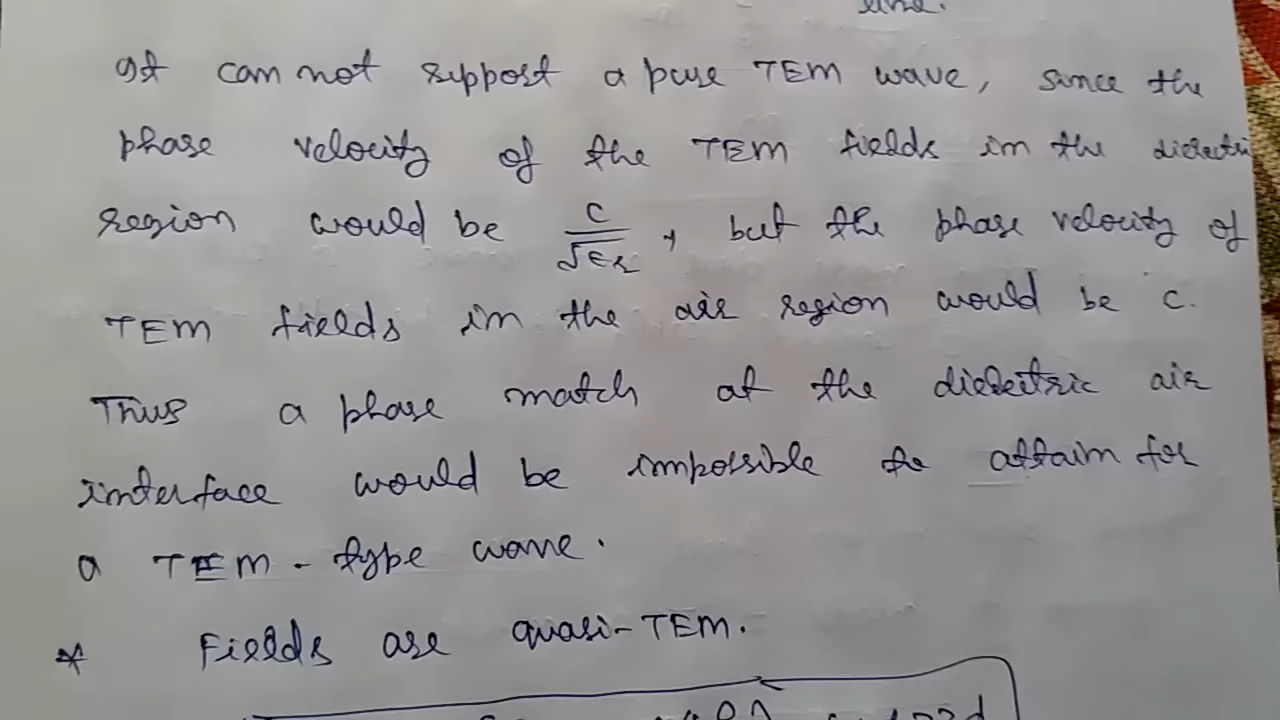 line.
It can not support a pure TEM wave, since the
phase velocity of the TEM fields in the dielectri
region would be c/√εr, but the phase velocity of
TEM fields in the air region would be c.
Thus a phase match at the dielectric air
interface would be impossible to attain for
a TEM-type wave.
* Fields are quasi-TEM.